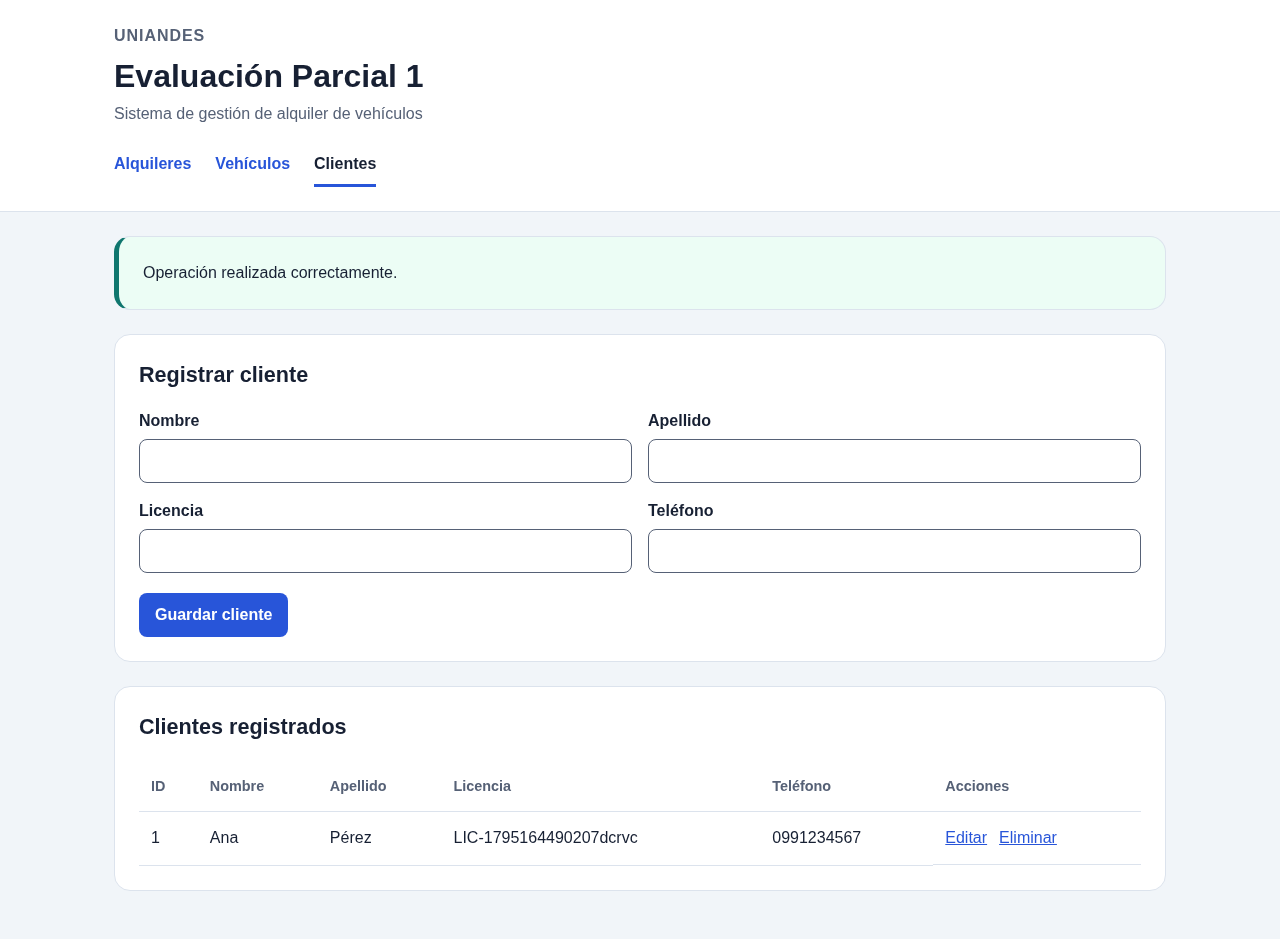 UNIANDES
Evaluación Parcial 1
Sistema de gestión de alquiler de vehículos
Alquileres Vehículos Clientes
Operación realizada correctamente.
Registrar cliente
Nombre Apellido
Licencia Teléfono
Guardar cliente
Clientes registrados
ID Nombre Apellido Licencia Teléfono Acciones
1 Ana Pérez LIC-1795164490207dcrvc 0991234567 Editar Eliminar